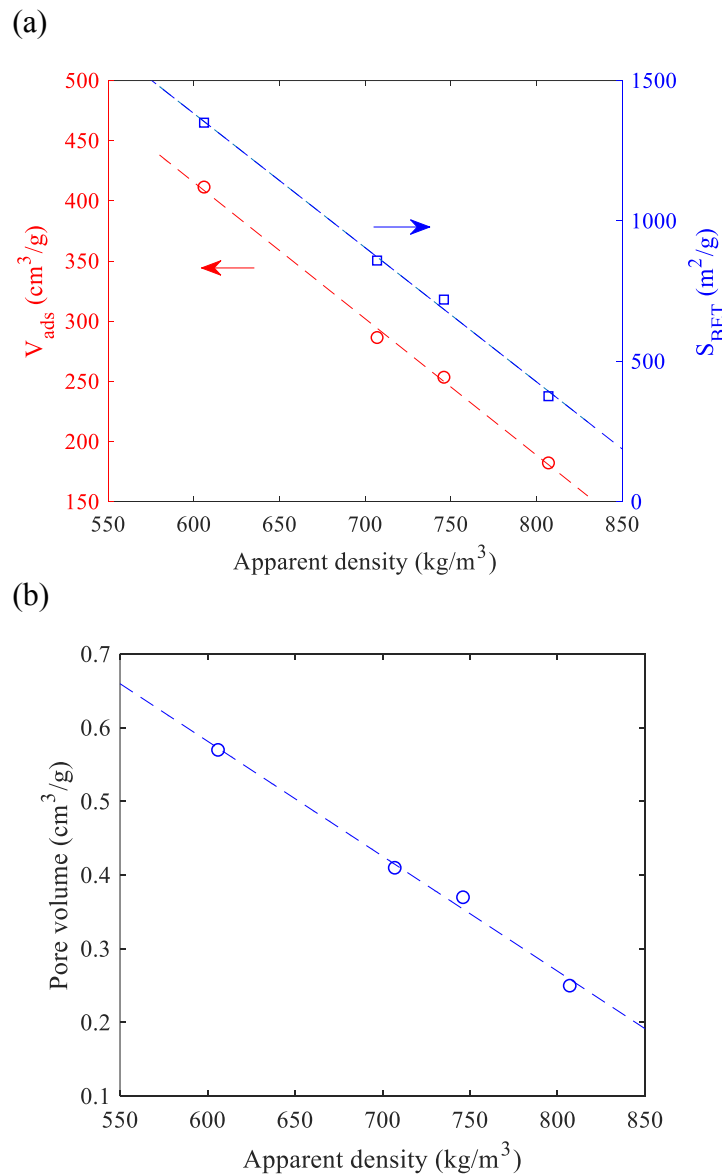 (a)
500
450
400
350
300
250
200
150
V_ads (cm³/g)
1500
1000
500
0
S_BET (m²/g)
550 600 650 700 750 800 850
Apparent density (kg/m³)
(b)
0.7
0.6
0.5
0.4
0.3
0.2
0.1
Pore volume (cm³/g)
550 600 650 700 750 800 850
Apparent density (kg/m³)